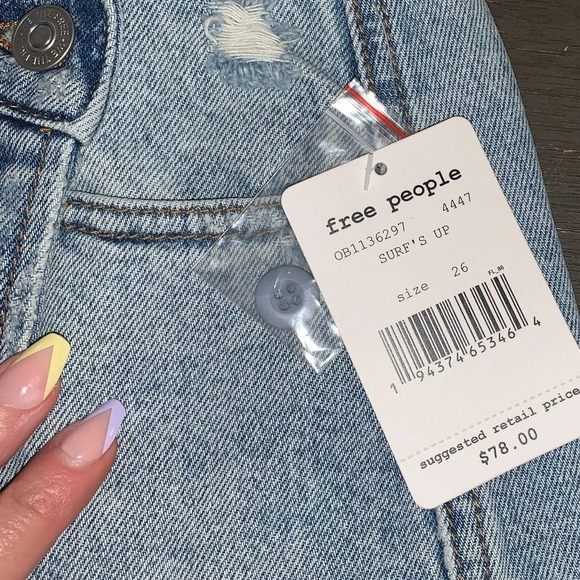 free people
OB1136297 4447
SURF'S UP
size 26
FL_86
1 94374 65346 4
suggested retail price
$78.00